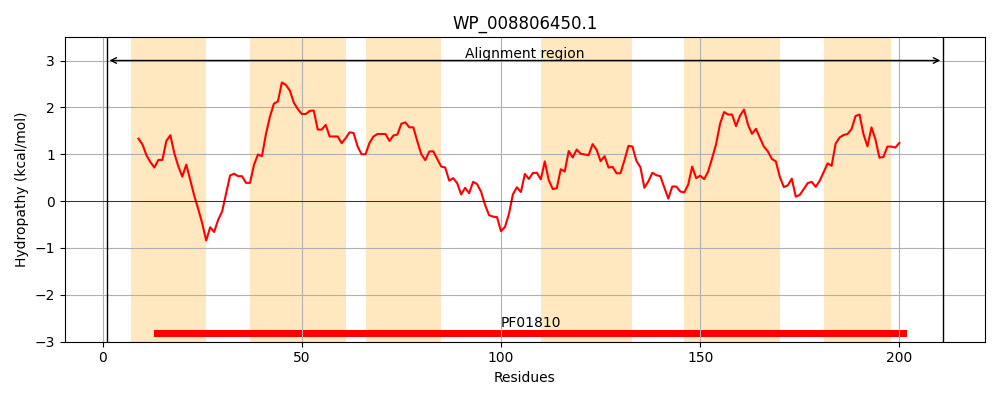 WP_008806450.1
Hydropathy (kcal/mol)
3
2
1
0
−1
−2
−3
Alignment region
PF01810
0
50
100
150
200
Residues